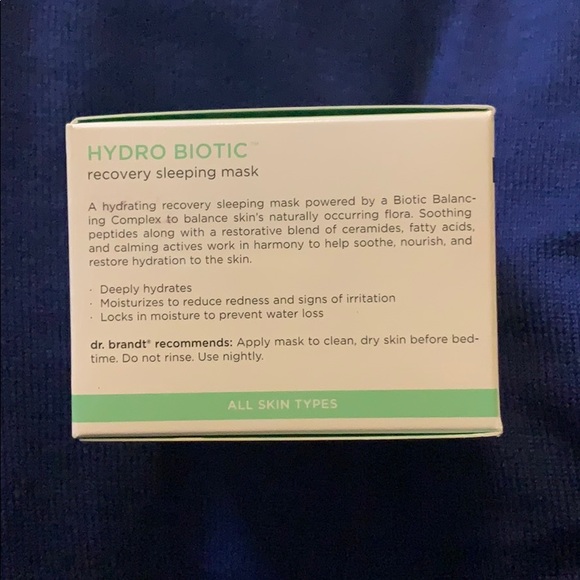 HYDRO BIOTIC™
recovery sleeping mask
A hydrating recovery sleeping mask powered by a Biotic Balanc-
ing Complex to balance skin's naturally occurring flora. Soothing
peptides along with a restorative blend of ceramides, fatty acids,
and calming actives work in harmony to help soothe, nourish, and
restore hydration to the skin.
· Deeply hydrates
· Moisturizes to reduce redness and signs of irritation
· Locks in moisture to prevent water loss
dr. brandt® recommends: Apply mask to clean, dry skin before bed-
time. Do not rinse. Use nightly.
ALL SKIN TYPES